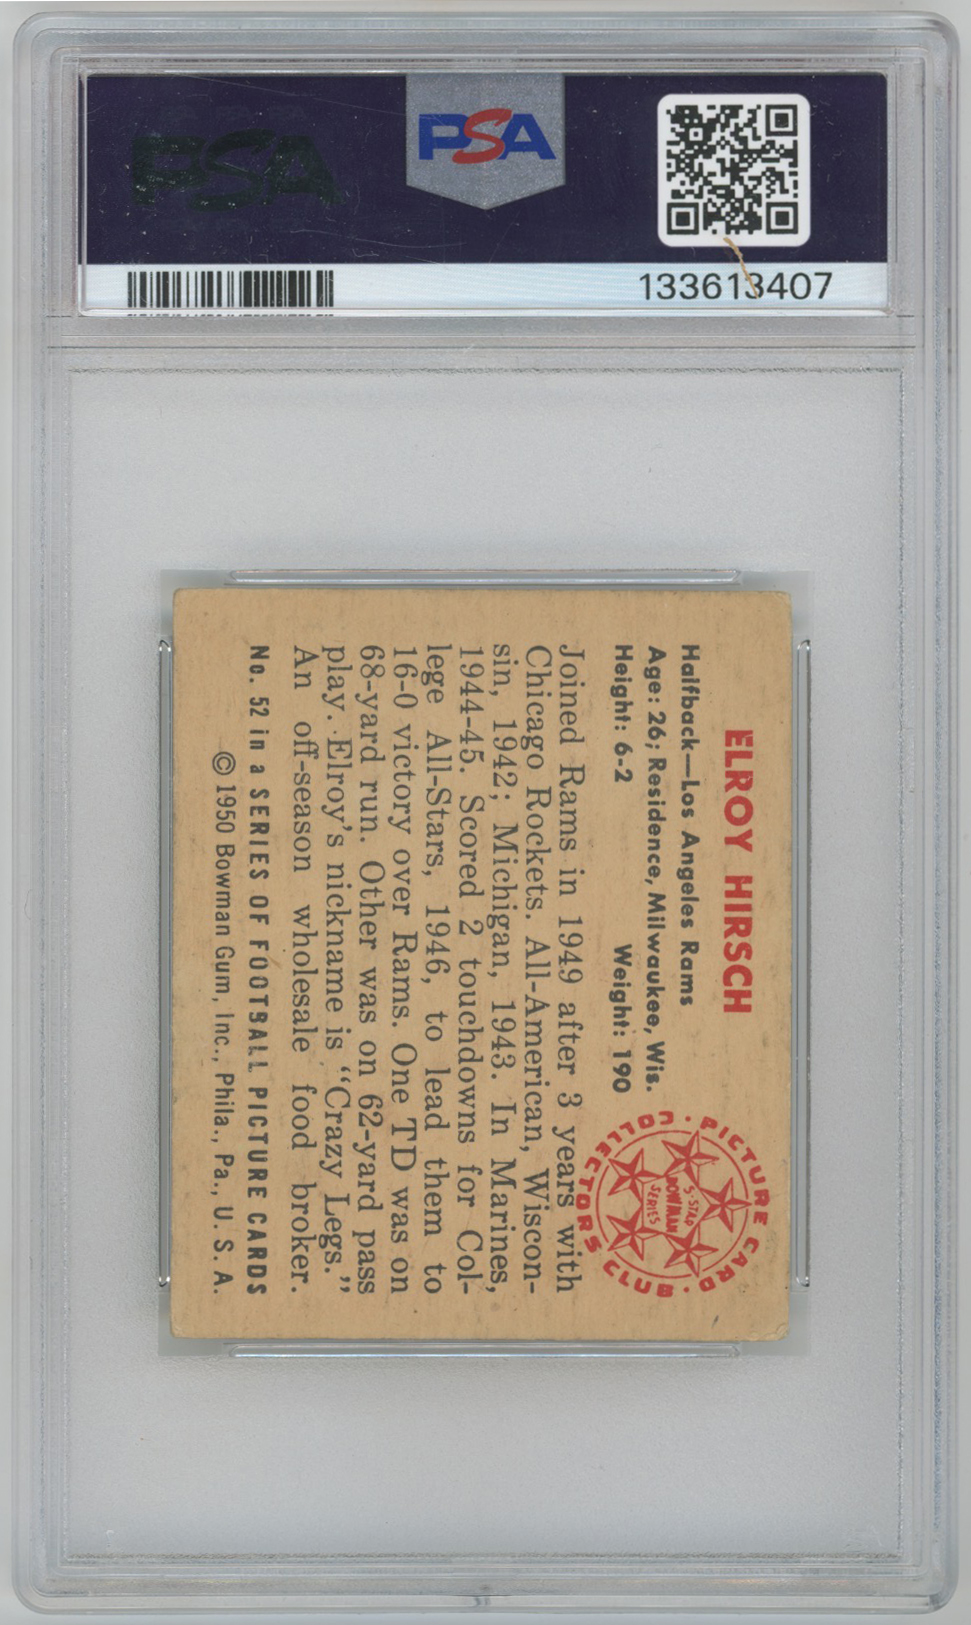 PSA
PSA
133613407
ELROY HIRSCH
Halfback—Los Angeles Rams
Age: 26; Residence, Milwaukee, Wis.
Height: 6-2 Weight: 190
PICTURE CARD · COLLECTORS CLUB ·
5-STAR
BOWMAN
SERIES
Joined Rams in 1949 after 3 years with
Chicago Rockets. All-American, Wiscon-
sin, 1942; Michigan, 1943. In Marines,
1944-45. Scored 2 touchdowns for Col-
lege All-Stars, 1946, to lead them to
16-0 victory over Rams. One TD was on
68-yard run. Other was on 62-yard pass
play. Elroy's nickname is “Crazy Legs.”
An off-season wholesale food broker.
No. 52 in a SERIES OF FOOTBALL PICTURE CARDS
© 1950 Bowman Gum, Inc., Phila., Pa., U. S. A.